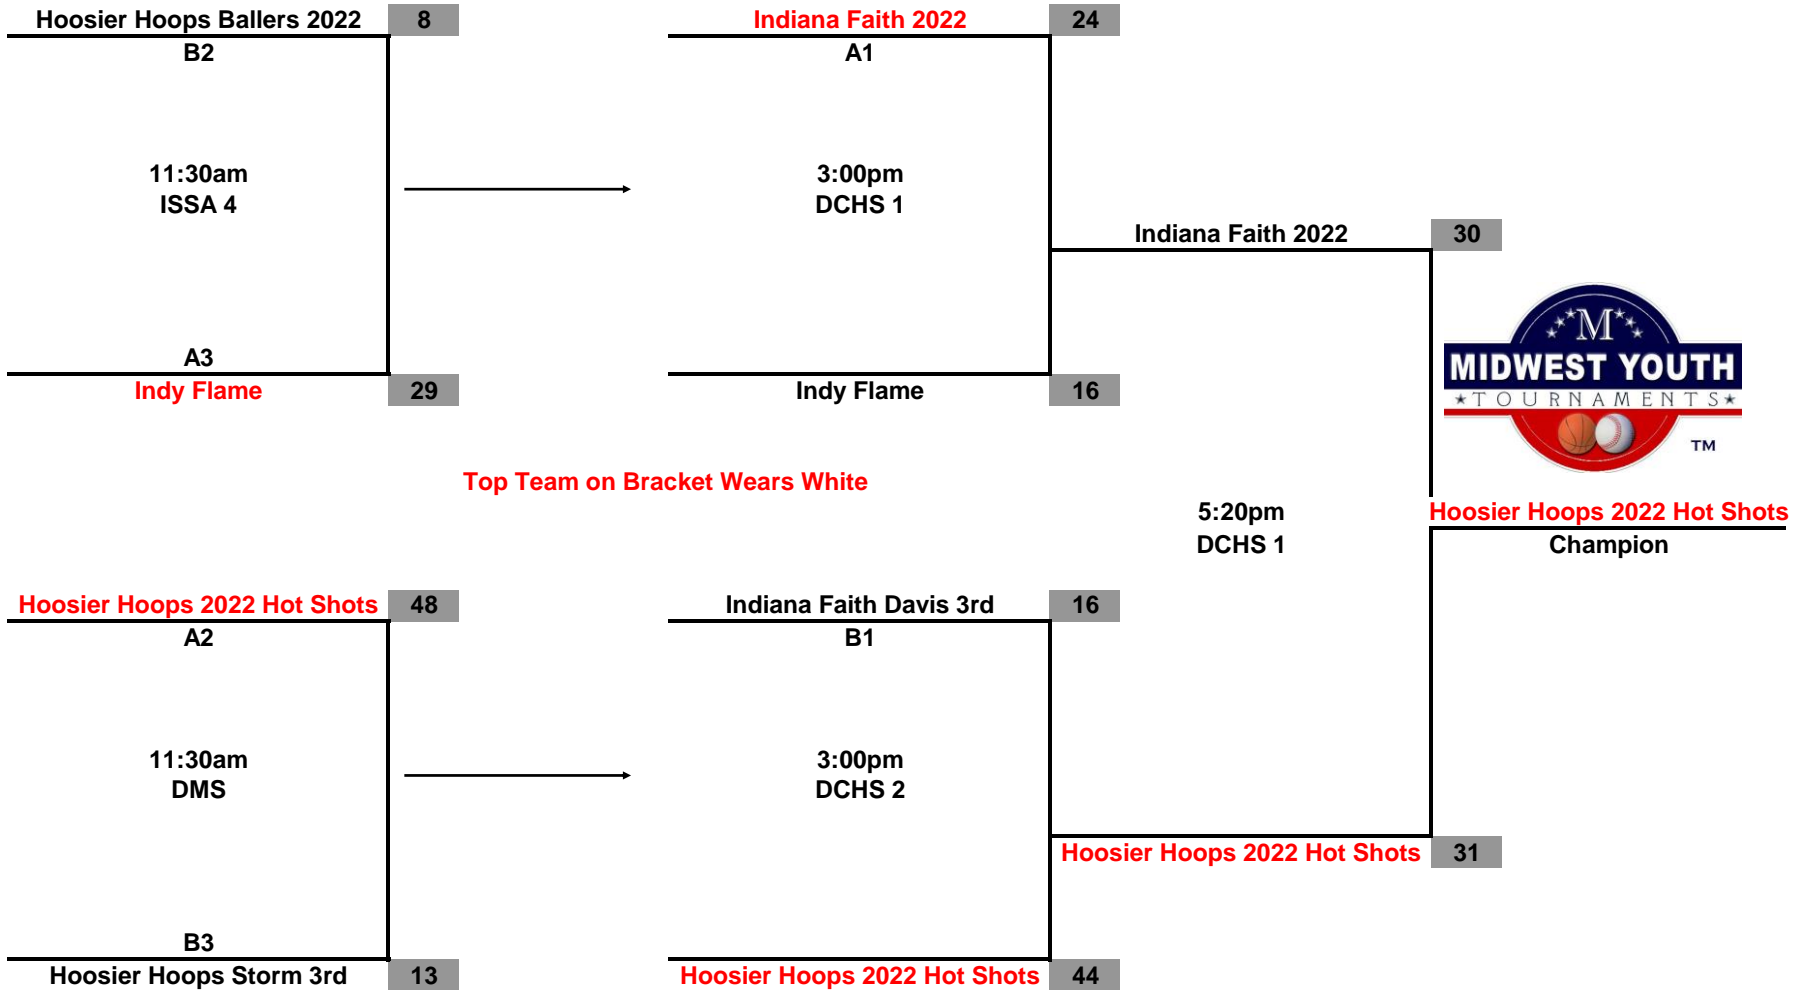 Hoosier Hoops Ballers 2022 8
Indiana Faith 2022 24
B2
A1
11:30am
ISSA 4
3:00pm
DCHS 1
Indiana Faith 2022 30
A3
Indy Flame 29
Indy Flame 16
M
MIDWEST YOUTH
TOURNAMENTS
TM
Top Team on Bracket Wears White
5:20pm
DCHS 1
Hoosier Hoops 2022 Hot Shots
Champion
Hoosier Hoops 2022 Hot Shots 48
Indiana Faith Davis 3rd 16
A2
B1
11:30am
DMS
3:00pm
DCHS 2
Hoosier Hoops 2022 Hot Shots 31
B3
Hoosier Hoops Storm 3rd 13
Hoosier Hoops 2022 Hot Shots 44